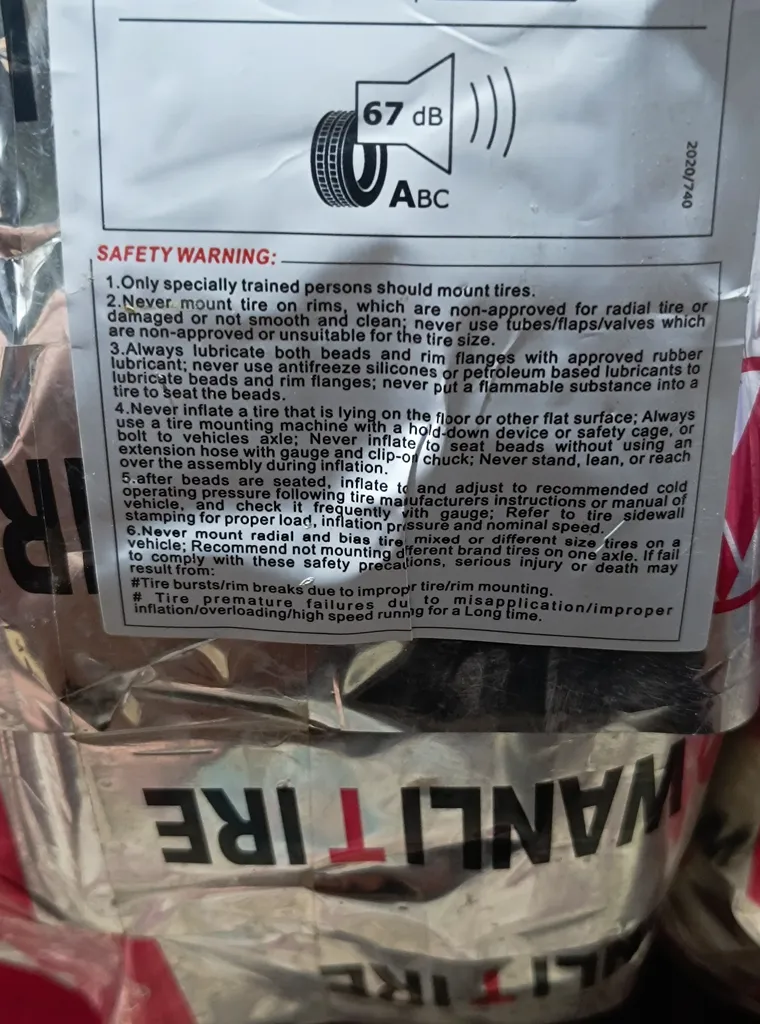 67 dB
ABC
2020/740
SAFETY WARNING:
1.Only specially trained persons should mount tires.
2.Never mount tire on rims, which are non-approved for radial tire or
damaged or not smooth and clean; never use tubes/flaps/valves which
are non-approved or unsuitable for the tire size.
3.Always lubricate both beads and rim flanges with approved rubber
lubricant; never use antifreeze silicones or petroleum based lubricants to
lubricate beads and rim flanges; never put a flammable substance into a
tire to seat the beads.
4.Never inflate a tire that is lying on the floor or other flat surface; Always
use a tire mounting machine with a hold-down device or safety cage, or
bolt to vehicles axle; Never inflate to seat beads without using an
extension hose with gauge and clip-on chuck; Never stand, lean, or reach
over the assembly during inflation.
5.after beads are seated, inflate to and adjust to recommended cold
operating pressure following tire manufacturers instructions or manual of
vehicle, and check it frequently with gauge; Refer to tire sidewall
stamping for proper load, inflation pressure and nominal speed.
6.Never mount radial and bias tire mixed or different size tires on a
vehicle; Recommend not mounting different brand tires on one axle. If fail
to comply with these safety precautions, serious injury or death may
result from:
#Tire bursts/rim breaks due to improper tire/rim mounting.
# Tire premature failures due to misapplication/improper
inflation/overloading/high speed running for a Long time.
WANLI TIRE